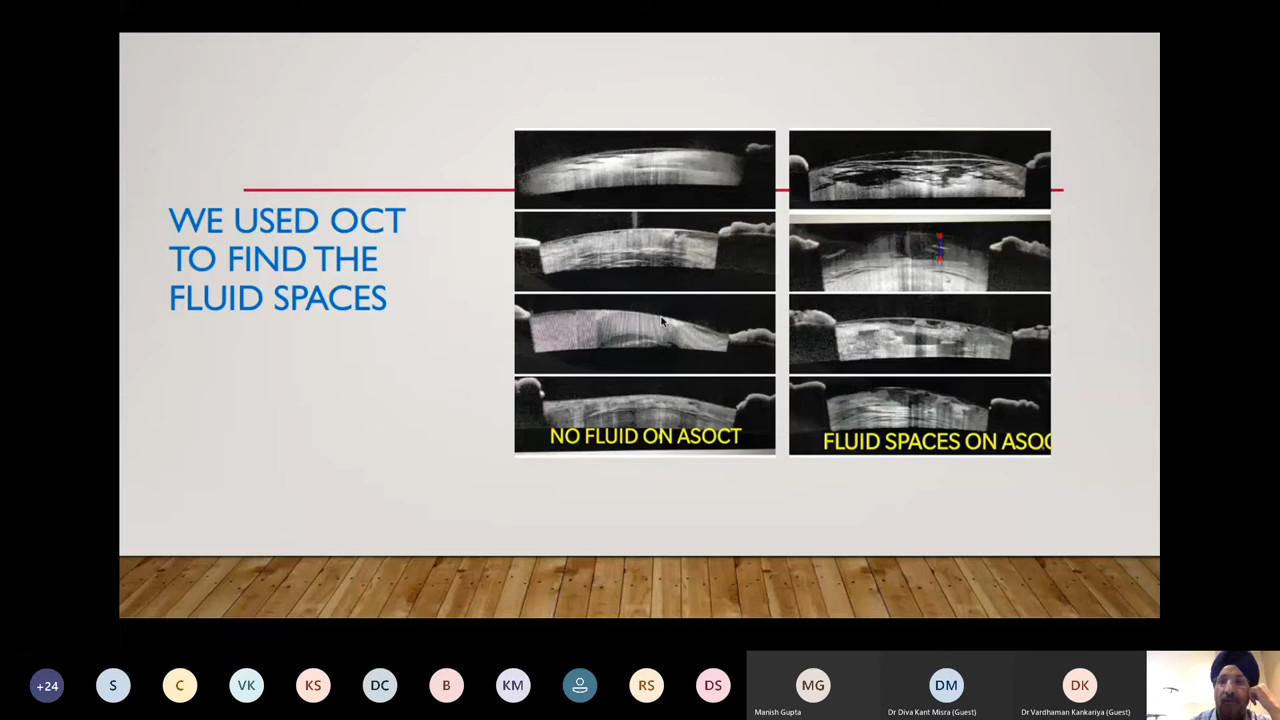 WE USED OCT
TO FIND THE
FLUID SPACES
NO FLUID ON ASOCT
FLUID SPACES ON ASOC
+24
S
C
VK
KS
DC
B
KM
RS
DS
MG
Manish Gupta
DM
Dr Diva Kant Misra (Guest)
DK
Dr Vardhaman Kankariya (Guest)